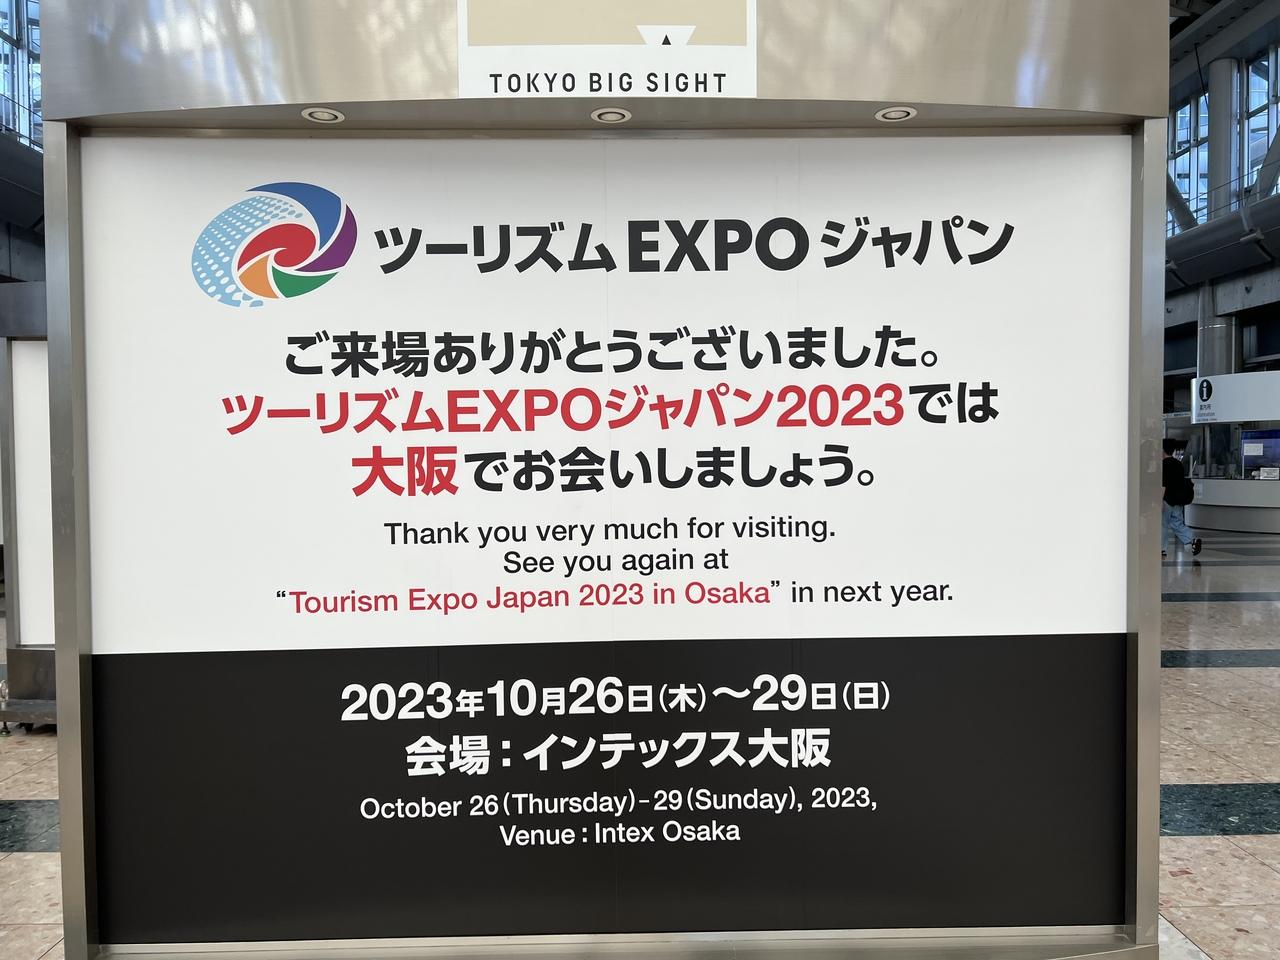 TOKYO BIG SIGHT
ツーリズムEXPOジャパン
ご来場ありがとうございました。
ツーリズムEXPOジャパン2023では
大阪でお会いしましょう。
Thank you very much for visiting.
See you again at
“Tourism Expo Japan 2023 in Osaka” in next year.
2023年10月26日(木)～29日(日)
会場：インテックス大阪
October 26(Thursday)-29(Sunday), 2023,
Venue : Intex Osaka
i
案内所